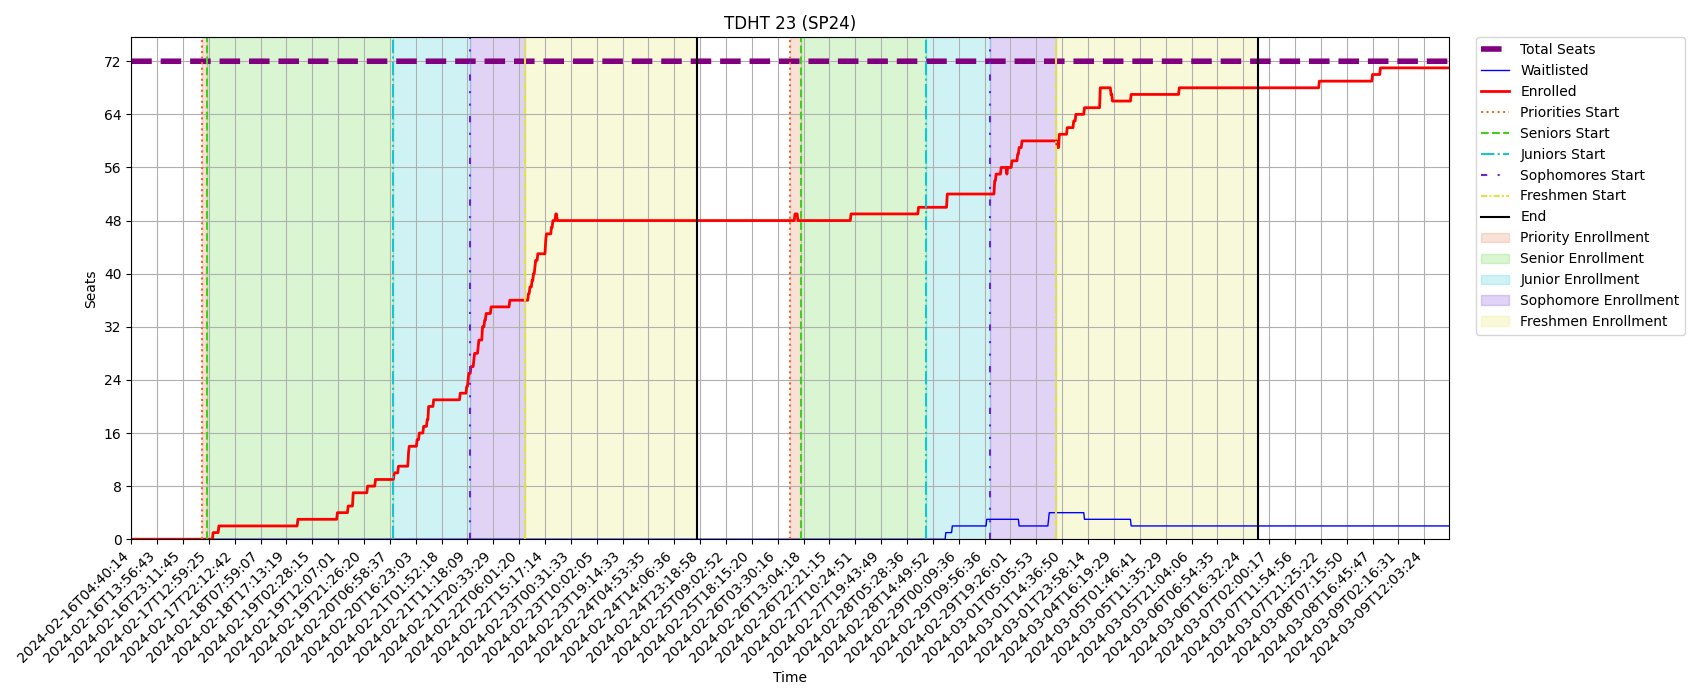 TDHT 23 (SP24)
Total Seats
Waitlisted
Enrolled
Priorities Start
Seniors Start
Juniors Start
Sophomores Start
Freshmen Start
End
Priority Enrollment
Senior Enrollment
Junior Enrollment
Sophomore Enrollment
Freshmen Enrollment
Seats
72
64
56
48
40
32
24
16
8
0
2024-02-16T04:40:14
2024-02-16T13:56:43
2024-02-16T23:11:45
2024-02-17T12:59:25
2024-02-17T22:12:42
2024-02-18T07:59:07
2024-02-18T17:13:19
2024-02-19T02:28:15
2024-02-19T12:07:01
2024-02-19T21:26:20
2024-02-20T06:58:37
2024-02-20T16:23:03
2024-02-21T01:52:18
2024-02-21T11:18:09
2024-02-21T20:33:29
2024-02-22T06:01:20
2024-02-22T15:17:14
2024-02-23T00:31:33
2024-02-23T10:02:05
2024-02-23T19:14:33
2024-02-24T04:53:35
2024-02-24T14:06:36
2024-02-24T23:18:58
2024-02-25T09:02:52
2024-02-25T18:15:20
2024-02-26T03:30:16
2024-02-26T13:04:18
2024-02-26T22:21:15
2024-02-27T10:24:51
2024-02-27T19:43:49
2024-02-28T05:28:36
2024-02-28T14:49:52
2024-02-29T00:09:36
2024-02-29T09:56:36
2024-02-29T19:26:01
2024-03-01T05:05:53
2024-03-01T14:36:50
2024-03-01T23:58:14
2024-03-04T16:19:29
2024-03-05T01:46:41
2024-03-05T11:35:29
2024-03-05T21:04:06
2024-03-06T06:54:35
2024-03-06T16:32:24
2024-03-07T02:00:17
2024-03-07T11:54:56
2024-03-07T21:25:22
2024-03-08T07:15:50
2024-03-08T16:45:47
2024-03-09T02:16:31
2024-03-09T12:03:24
Time